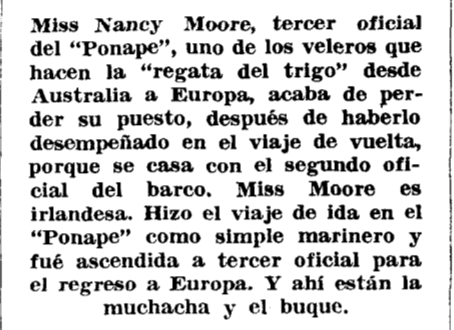 Miss Nancy Moore, tercer oficial
del "Ponape", uno de los veleros que
hacen la "regata del trigo" desde
Australia a Europa, acaba de per-
der su puesto, después de haberlo
desempeñado en el viaje de vuelta,
porque se casa con el segundo ofi-
cial del barco. Miss Moore es
irlandesa. Hizo el viaje de ida en el
"Ponape" como simple marinero y
fué ascendida a tercer oficial para
el regreso a Europa. Y ahí están la
muchacha y el buque.